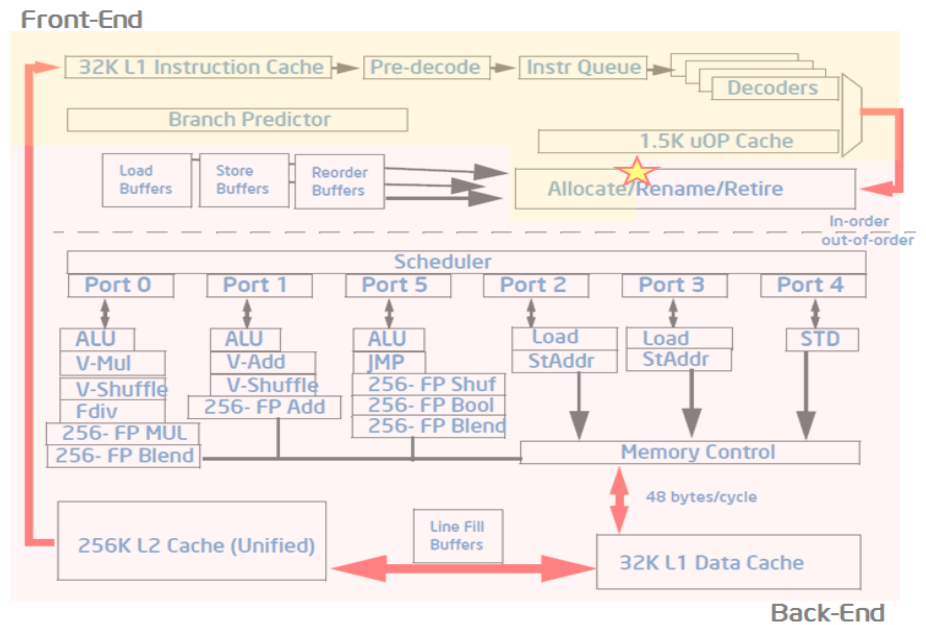 Front-End
32K L1 Instruction Cache
Pre-decode
Instr Queue
Decoders
Branch Predictor
1.5K uOP Cache
Load
Buffers
Store
Buffers
Reorder
Buffers
Allocate/Rename/Retire
In-order
out-of-order
Scheduler
Port 0
Port 1
Port 5
Port 2
Port 3
Port 4
ALU
V-Mul
V-Shuffle
Fdiv
256- FP MUL
256- FP Blend
ALU
V-Add
V-Shuffle
256- FP Add
ALU
JMP
256- FP Shuf
256- FP Bool
256- FP Blend
Load
StAddr
Load
StAddr
STD
Memory Control
48 bytes/cycle
256K L2 Cache (Unified)
Line Fill
Buffers
32K L1 Data Cache
Back-End